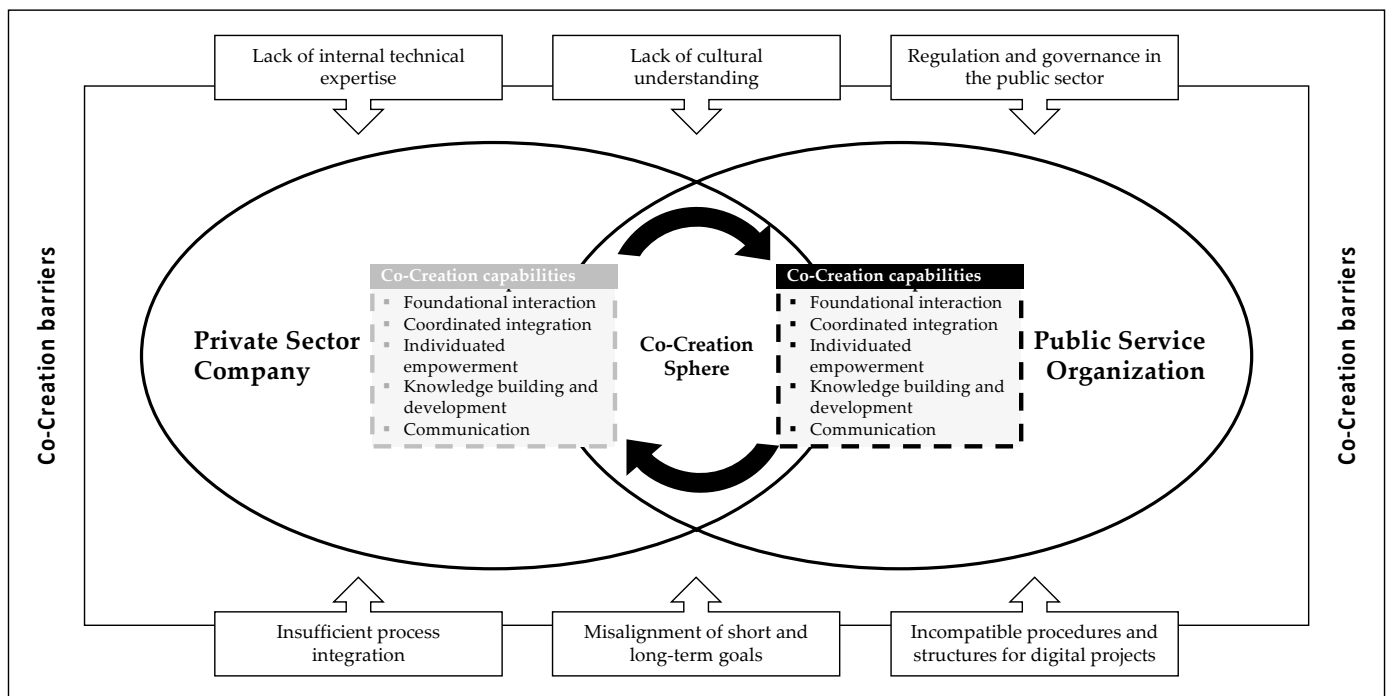 Lack of internal technical
expertise
Lack of cultural
understanding
Regulation and governance in
the public sector
Co-Creation barriers
Private Sector
Company
Co-Creation capabilities
▪ Foundational interaction
▪ Coordinated integration
▪ Individuated
empowerment
▪ Knowledge building and
development
▪ Communication
Co-Creation
Sphere
Co-Creation capabilities
▪ Foundational interaction
▪ Coordinated integration
▪ Individuated
empowerment
▪ Knowledge building and
development
▪ Communication
Public Service
Organization
Co-Creation barriers
Insufficient process
integration
Misalignment of short and
long-term goals
Incompatible procedures and
structures for digital projects